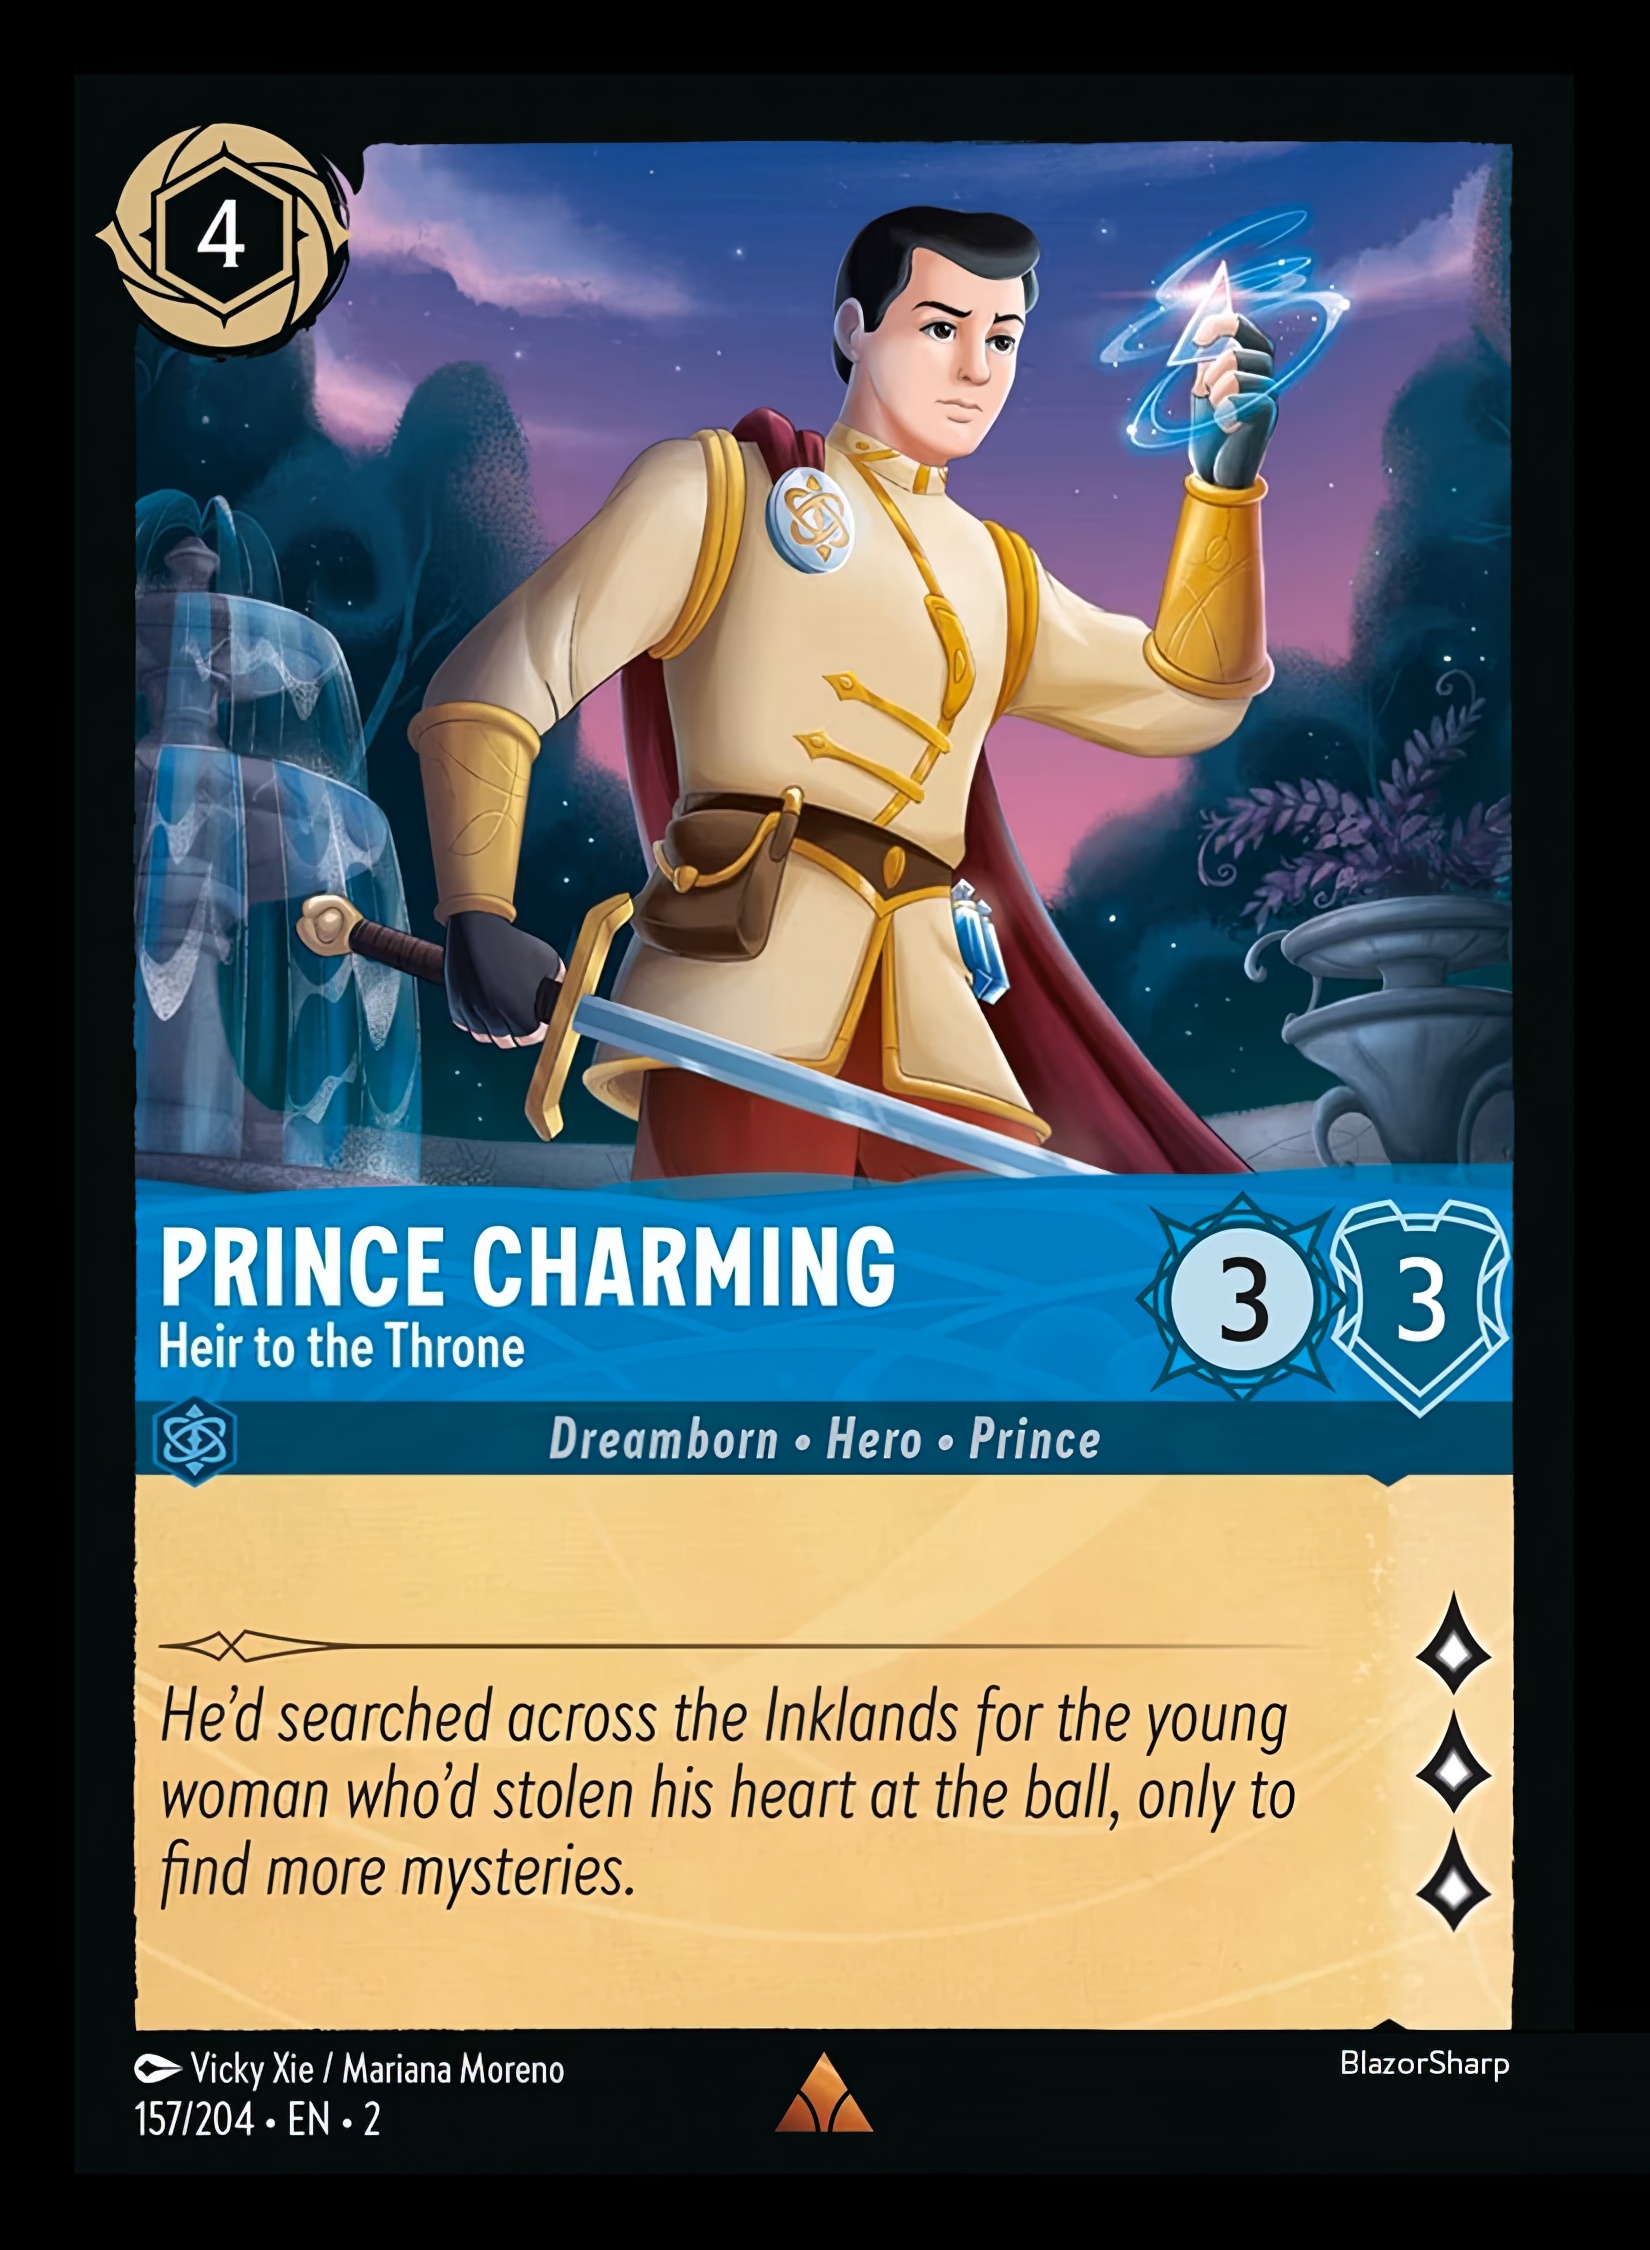 4
PRINCE CHARMING
Heir to the Throne
3
3
Dreamborn • Hero • Prince
He’d searched across the Inklands for the young
woman who’d stolen his heart at the ball, only to
find more mysteries.
Vicky Xie / Mariana Moreno
BlazorSharp
157/204 • EN • 2